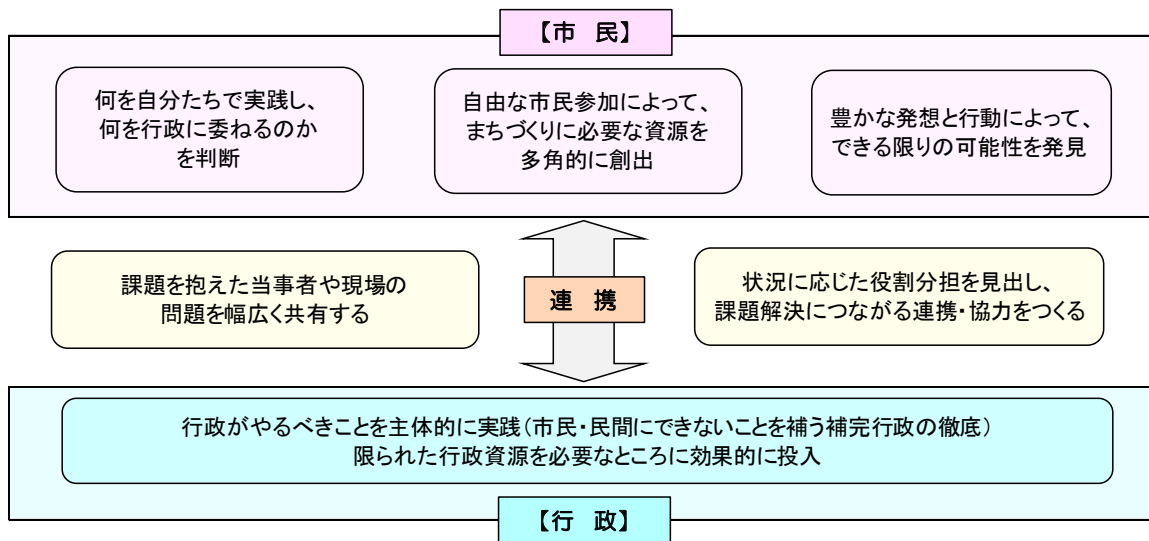 【市 民】
何を自分たちで実践し、
何を行政に委ねるのか
を判断
自由な市民参加によって、
まちづくりに必要な資源を
多角的に創出
豊かな発想と行動によって、
できる限りの可能性を発見
課題を抱えた当事者や現場の
問題を幅広く共有する
連 携
状況に応じた役割分担を見出し、
課題解決につながる連携・協力をつくる
行政がやるべきことを主体的に実践(市民・民間にできないことを補う補完行政の徹底)
限られた行政資源を必要なところに効果的に投入
【行 政】